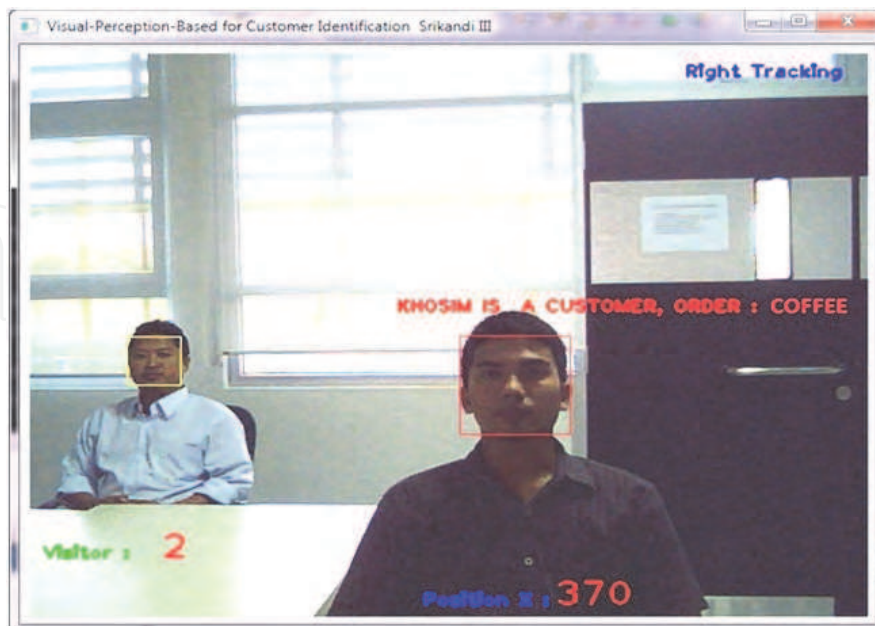 Visual-Perception-Based for Customer Identification Srikandi III
Right Tracking
KHOSIM IS A CUSTOMER, ORDER : COFFEE
Visitor : 2
Position X : 370